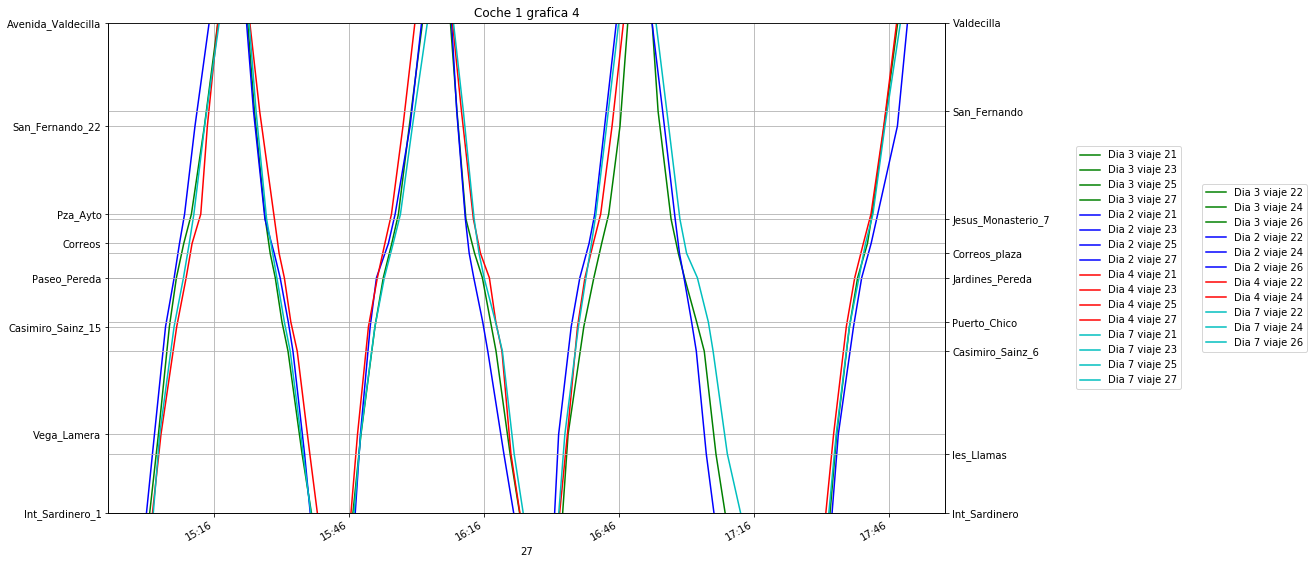 Coche 1 grafica 4
Avenida_Valdecilla
San_Fernando_22
Pza_Ayto
Correos
Paseo_Pereda
Casimiro_Sainz_15
Vega_Lamera
Int_Sardinero_1
Valdecilla
San_Fernando
Jesus_Monasterio_7
Correos_plaza
Jardines_Pereda
Puerto_Chico
Casimiro_Sainz_6
Ies_Llamas
Int_Sardinero
15:16
15:46
16:16
16:46
17:16
17:46
27
Dia 3 viaje 21
Dia 3 viaje 23
Dia 3 viaje 25
Dia 3 viaje 27
Dia 2 viaje 21
Dia 2 viaje 23
Dia 2 viaje 25
Dia 2 viaje 27
Dia 4 viaje 21
Dia 4 viaje 23
Dia 4 viaje 25
Dia 4 viaje 27
Dia 7 viaje 21
Dia 7 viaje 23
Dia 7 viaje 25
Dia 7 viaje 27
Dia 3 viaje 22
Dia 3 viaje 24
Dia 3 viaje 26
Dia 2 viaje 22
Dia 2 viaje 24
Dia 2 viaje 26
Dia 4 viaje 22
Dia 4 viaje 24
Dia 7 viaje 22
Dia 7 viaje 24
Dia 7 viaje 26